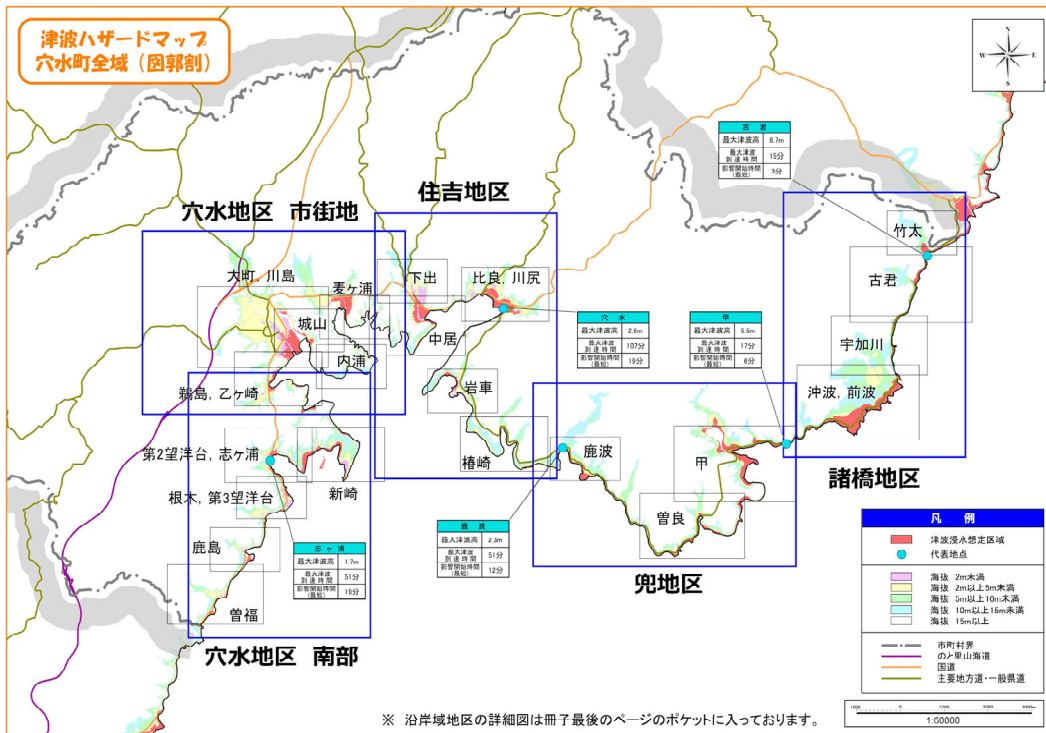 津波ハザードマップ
穴水町全域（図郭割）
N
W E
S
古君
最大津波高 8.7m
最大津波到達時間 15分
影響開始時間(最短) 3分
住吉地区
穴水地区 市街地
竹太
大町, 川島
麦ヶ浦
下出
比良, 川尻
古君
城山
中居
内浦
穴水
最大津波高 2.6m
最大津波到達時間 107分
影響開始時間(最短) 19分
甲
最大津波高 5.5m
最大津波到達時間 17分
影響開始時間(最短) 6分
宇加川
鵜島, 乙ヶ崎
岩車
沖波, 前波
第2望洋台, 志ヶ浦
新崎
椿崎
鹿波
甲
諸橋地区
根木, 第3望洋台
曽良
鹿島
志ヶ浦
最大津波高 1.7m
最大津波到達時間 51分
影響開始時間(最短) 19分
鹿波
最大津波高 2.3m
最大津波到達時間 51分
影響開始時間(最短) 12分
兜地区
曽福
穴水地区 南部
凡 例
津波浸水想定区域
代表地点
海抜 2m未満
海抜 2m以上5m未満
海抜 5m以上10m未満
海抜 10m以上15m未満
海抜 15m以上
市町村界
のと里山海道
国道
主要地方道・一般県道
1:60000
※ 沿岸域地区の詳細図は冊子最後のページのポケットに入っております。